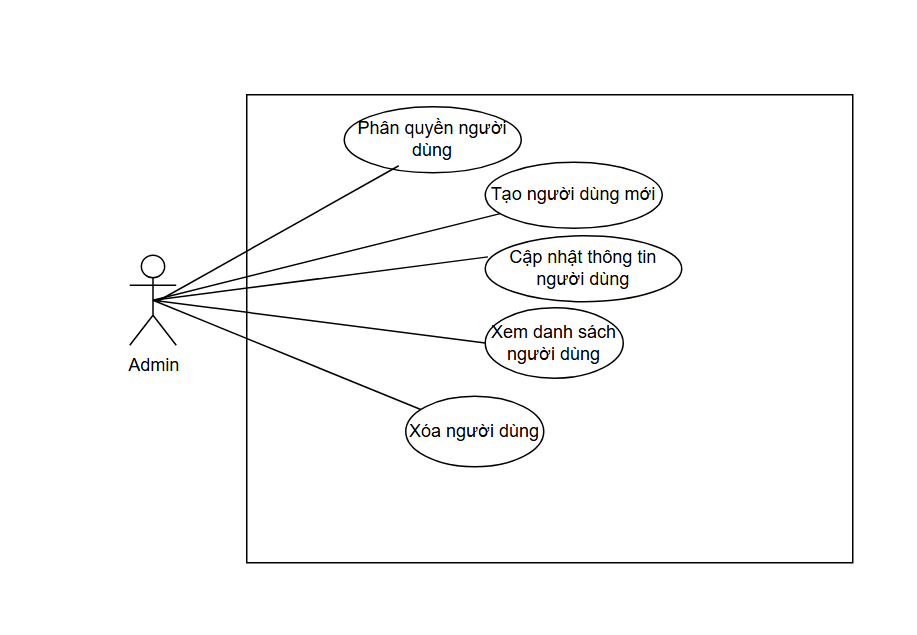 Phân quyền người
dùng
Tạo người dùng mới
Cập nhật thông tin
người dùng
Xem danh sách
người dùng
Admin
Xóa người dùng